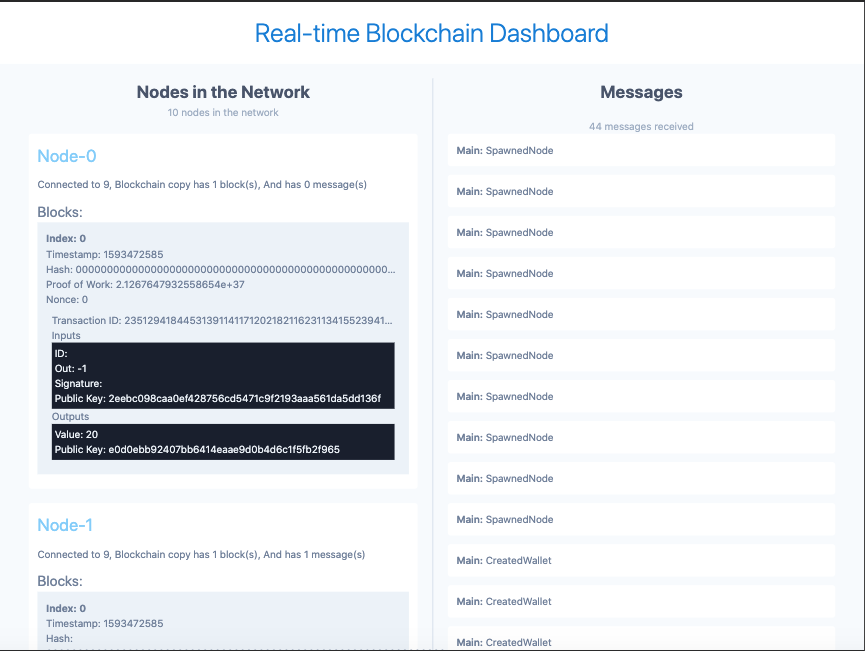 Real-time Blockchain Dashboard
Nodes in the Network
10 nodes in the network
Node-0
Connected to 9, Blockchain copy has 1 block(s), And has 0 message(s)
Blocks:
Index: 0
Timestamp: 1593472585
Proof of Work: 2.1267647932558654e+37
Nonce: 0
Transaction ID: 2351294184453139114117120218211623113415523941...
Inputs
ID:
Out: -1
Signature:
Public Key: 2eebc098caa0ef428756cd5471c9f2193aaa561da5dd136f
Outputs
Value: 20
Public Key: e0d0ebb92407bb6414eaae9d0b4d6c1f5fb2f965
Node-1
Connected to 9, Blockchain copy has 1 block(s), And has 1 message(s)
Blocks:
Index: 0
Timestamp: 1593472585
Hash:
Messages
44 messages received
Main: SpawnedNode
Main: SpawnedNode
Main: SpawnedNode
Main: SpawnedNode
Main: SpawnedNode
Main: SpawnedNode
Main: SpawnedNode
Main: SpawnedNode
Main: SpawnedNode
Main: SpawnedNode
Main: CreatedWallet
Main: CreatedWallet
Main: CreatedWallet